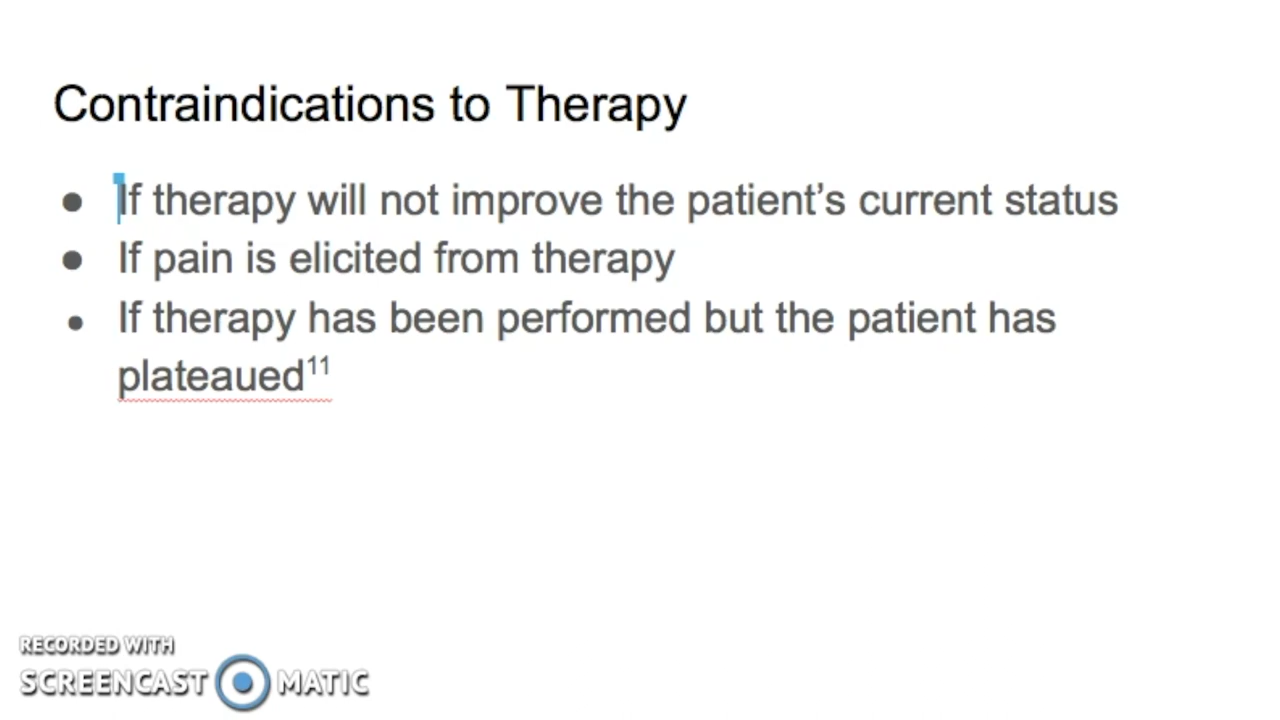 Contraindications to Therapy
● If therapy will not improve the patient’s current status
● If pain is elicited from therapy
● If therapy has been performed but the patient has
plateaued¹¹
RECORDED WITH
SCREENCAST MATIC